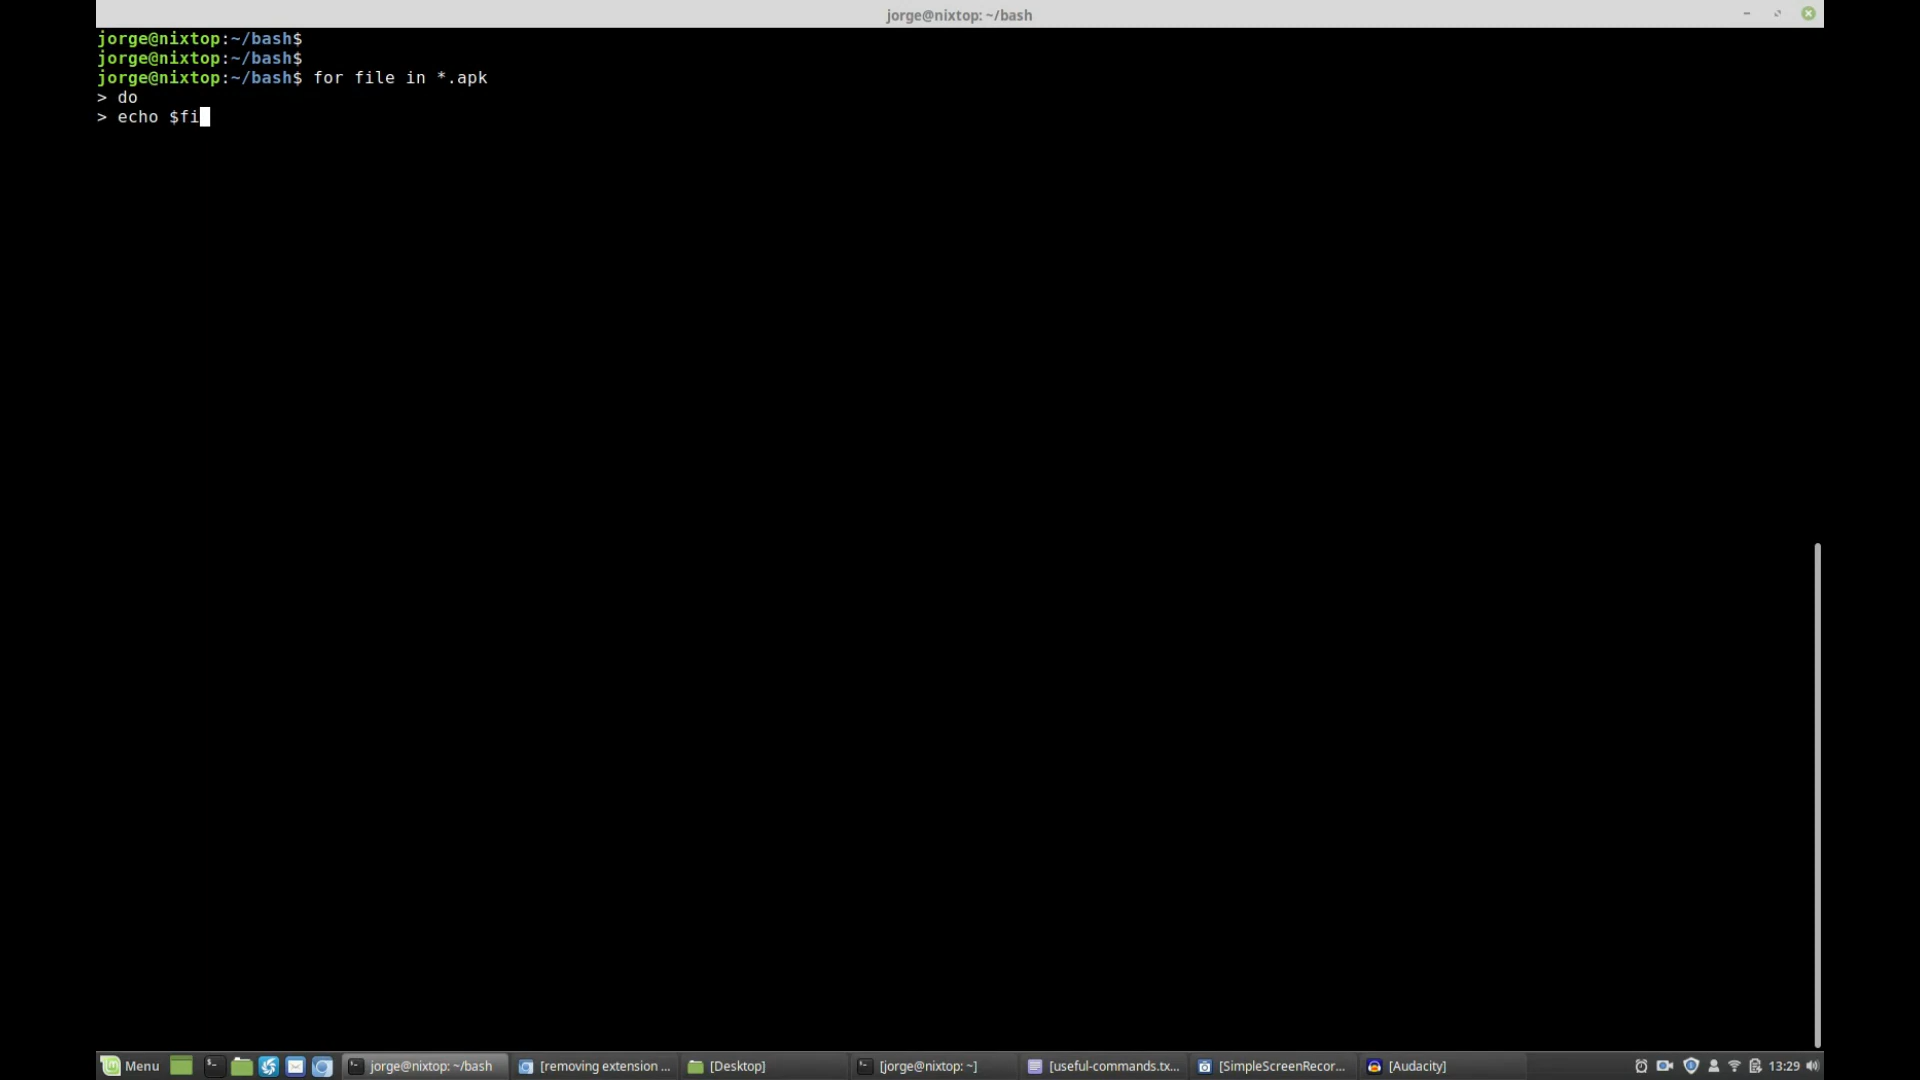 jorge@nixtop: ~/bash
jorge@nixtop:~/bash$
jorge@nixtop:~/bash$
jorge@nixtop:~/bash$ for file in *.apk
> do
> echo $fi
Menu
jorge@nixtop: ~/bash
[removing extension ...
[Desktop]
[jorge@nixtop: ~]
[useful-commands.tx...
[SimpleScreenRecor...
[Audacity]
13:29